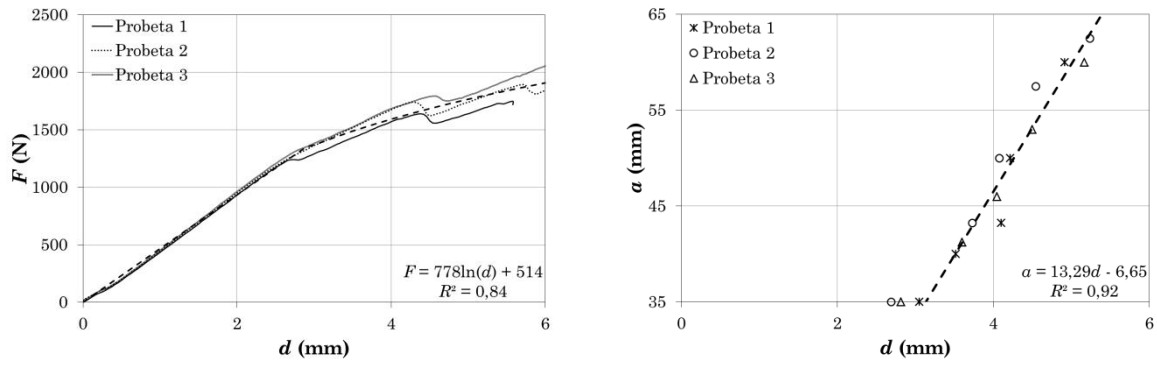 2500
2000
1500
1000
500
0
F (N)
Probeta 1
Probeta 2
Probeta 3
F = 778ln(d) + 514
R² = 0,84
0 2 4 6
d (mm)
65
55
45
35
a (mm)
Probeta 1
Probeta 2
Probeta 3
a = 13,29d - 6,65
R² = 0,92
0 2 4 6
d (mm)